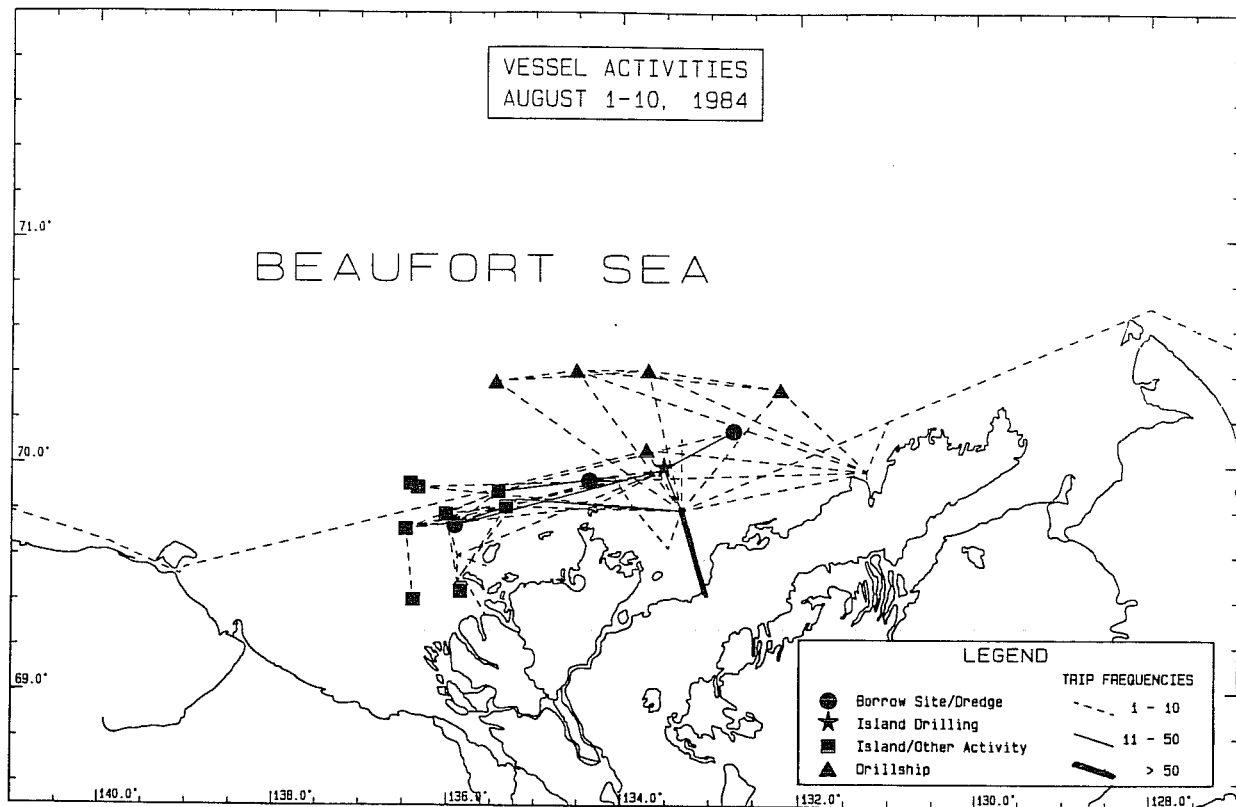 VESSEL ACTIVITIES
AUGUST 1-10, 1984
71.0°
BEAUFORT SEA
70.0°
69.0°
LEGEND
TRIP FREQUENCIES
Borrow Site/Dredge
1 - 10
Island Drilling
11 - 50
Island/Other Activity
> 50
Drillship
140.0° 138.0° 136.0° 134.0° 132.0° 130.0° 128.0°